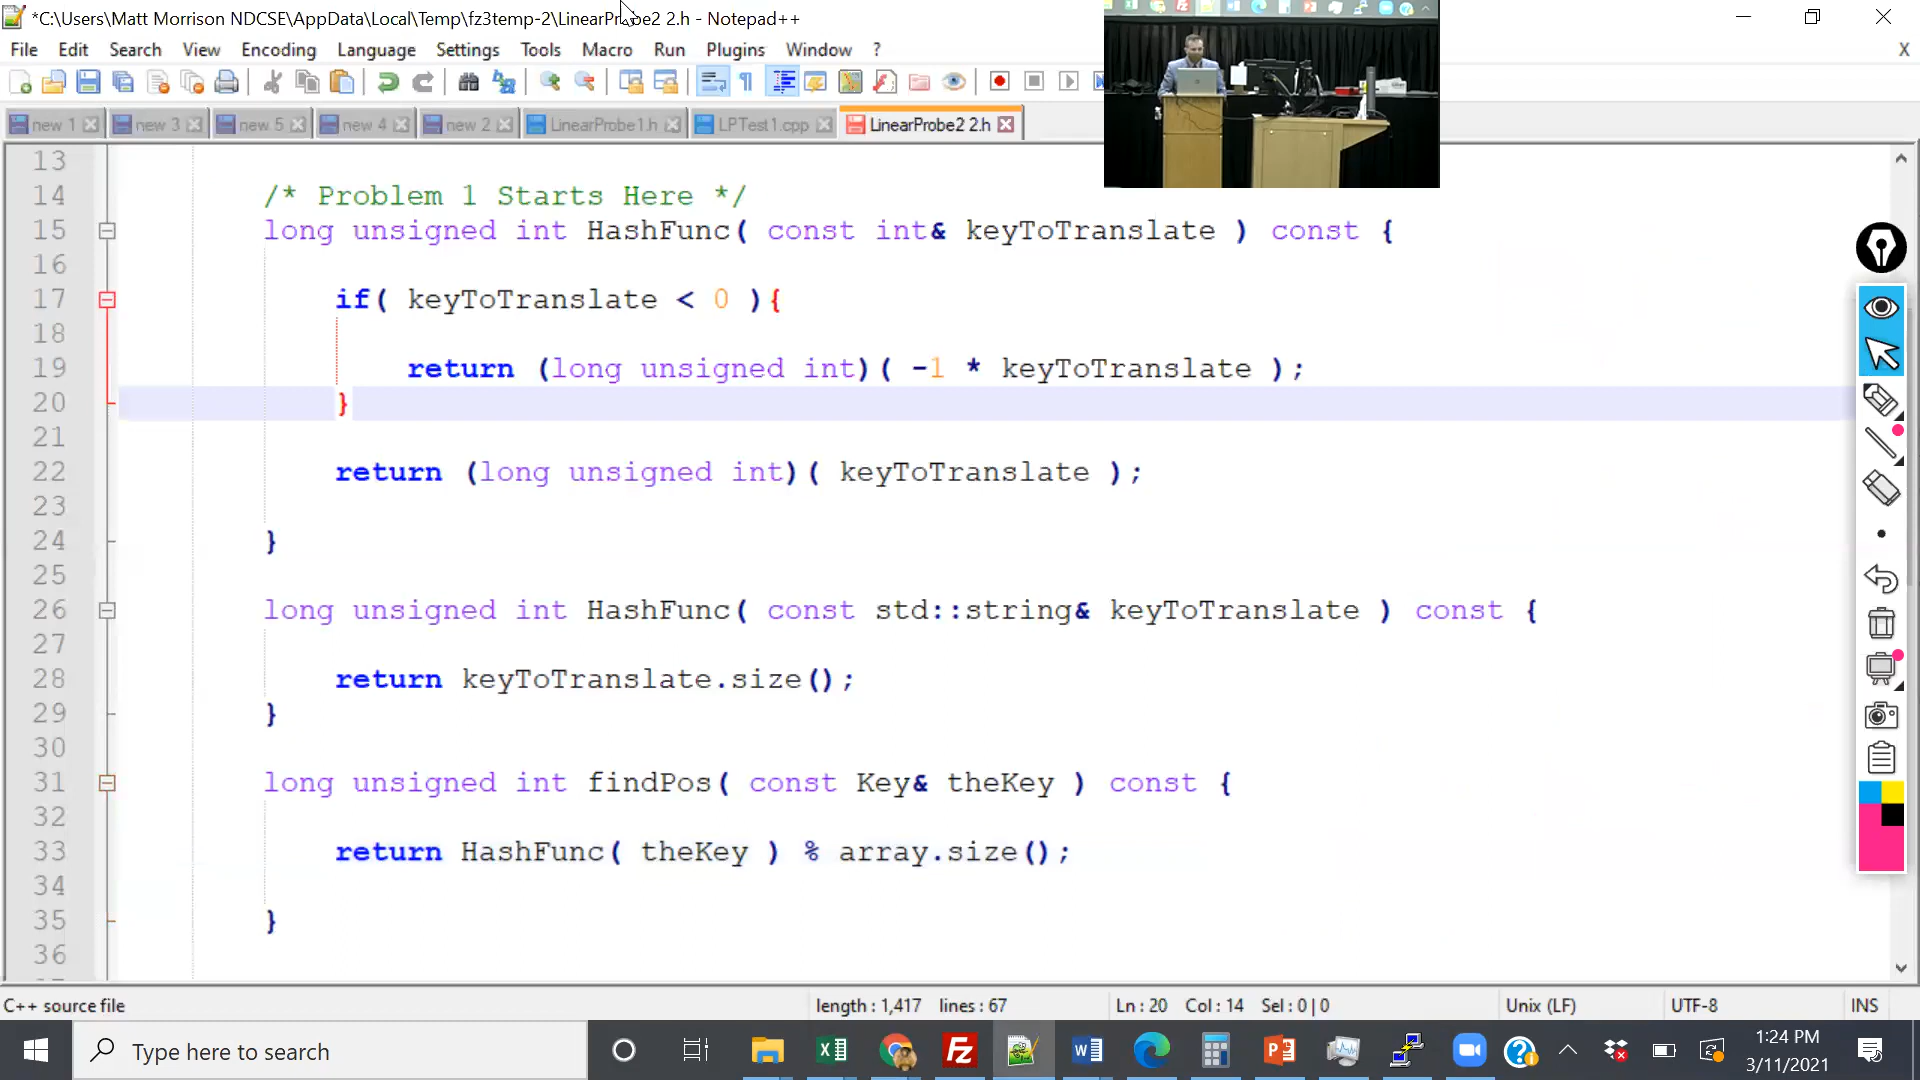 *C:\Users\Matt Morrison NDCSE\AppData\Local\Temp\fz3temp-2\LinearProbe2 2.h - Notepad++
File Edit Search View Encoding Language Settings Tools Macro Run Plugins Window ?
X
new 1 new 3 new 5 new 4 new 2 LinearProbe1.h LPTest1.cpp LinearProbe2 2.h
13
14 /* Problem 1 Starts Here */
15 long unsigned int HashFunc( const int& keyToTranslate ) const {
16
17 if( keyToTranslate < 0 ){
18
19 return (long unsigned int)( -1 * keyToTranslate );
20 }
21
22 return (long unsigned int)( keyToTranslate );
23
24 }
25
26 long unsigned int HashFunc( const std::string& keyToTranslate ) const {
27
28 return keyToTranslate.size();
29 }
30
31 long unsigned int findPos( const Key& theKey ) const {
32
33 return HashFunc( theKey ) % array.size();
34
35 }
36
C++ source file length : 1,417 lines : 67 Ln : 20 Col : 14 Sel : 0 | 0 Unix (LF) UTF-8 INS
Type here to search
1:24 PM
3/11/2021